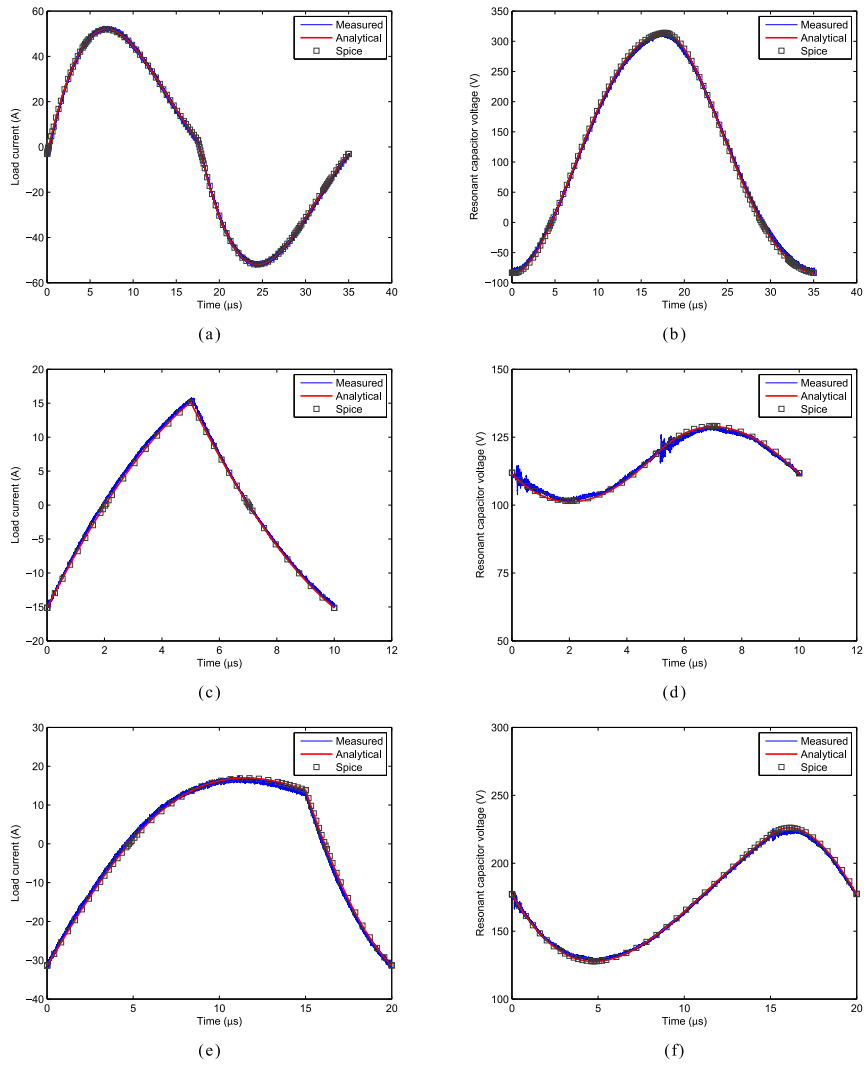 60
40
20
0
−20
−40
−60
0 5 10 15 20 25 30 35 40
Load current (A)
Time (µs)
Measured
Analytical
Spice
(a)
350
300
250
200
150
100
50
0
−50
−100
0 5 10 15 20 25 30 35 40
Resonant capacitor voltage (V)
Time (µs)
Measured
Analytical
Spice
(b)
20
15
10
5
0
−5
−10
−15
−20
0 2 4 6 8 10 12
Load current (A)
Time (µs)
Measured
Analytical
Spice
(c)
150
125
100
75
50
0 2 4 6 8 10 12
Resonant capacitor voltage (V)
Time (µs)
Measured
Analytical
Spice
(d)
30
20
10
0
−10
−20
−30
−40
0 5 10 15 20
Load current (A)
Time (µs)
Measured
Analytical
Spice
(e)
300
250
200
150
100
0 5 10 15 20
Resonant capacitor voltage (V)
Time (µs)
Measured
Analytical
Spice
(f)